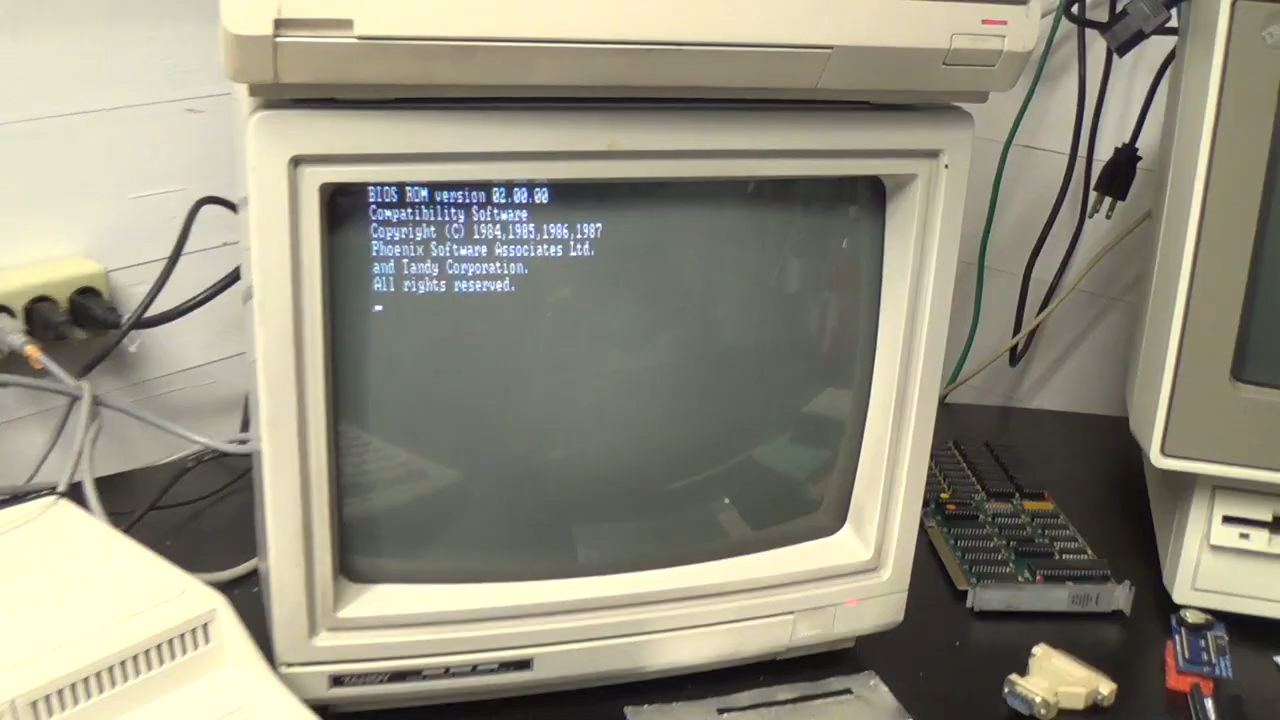 BIOS ROM version 02.00.00
Compatibility Software
Copyright (C) 1984,1985,1986,1987
Phoenix Software Associates Ltd.
and Tandy Corporation.
All rights reserved.
TANDY